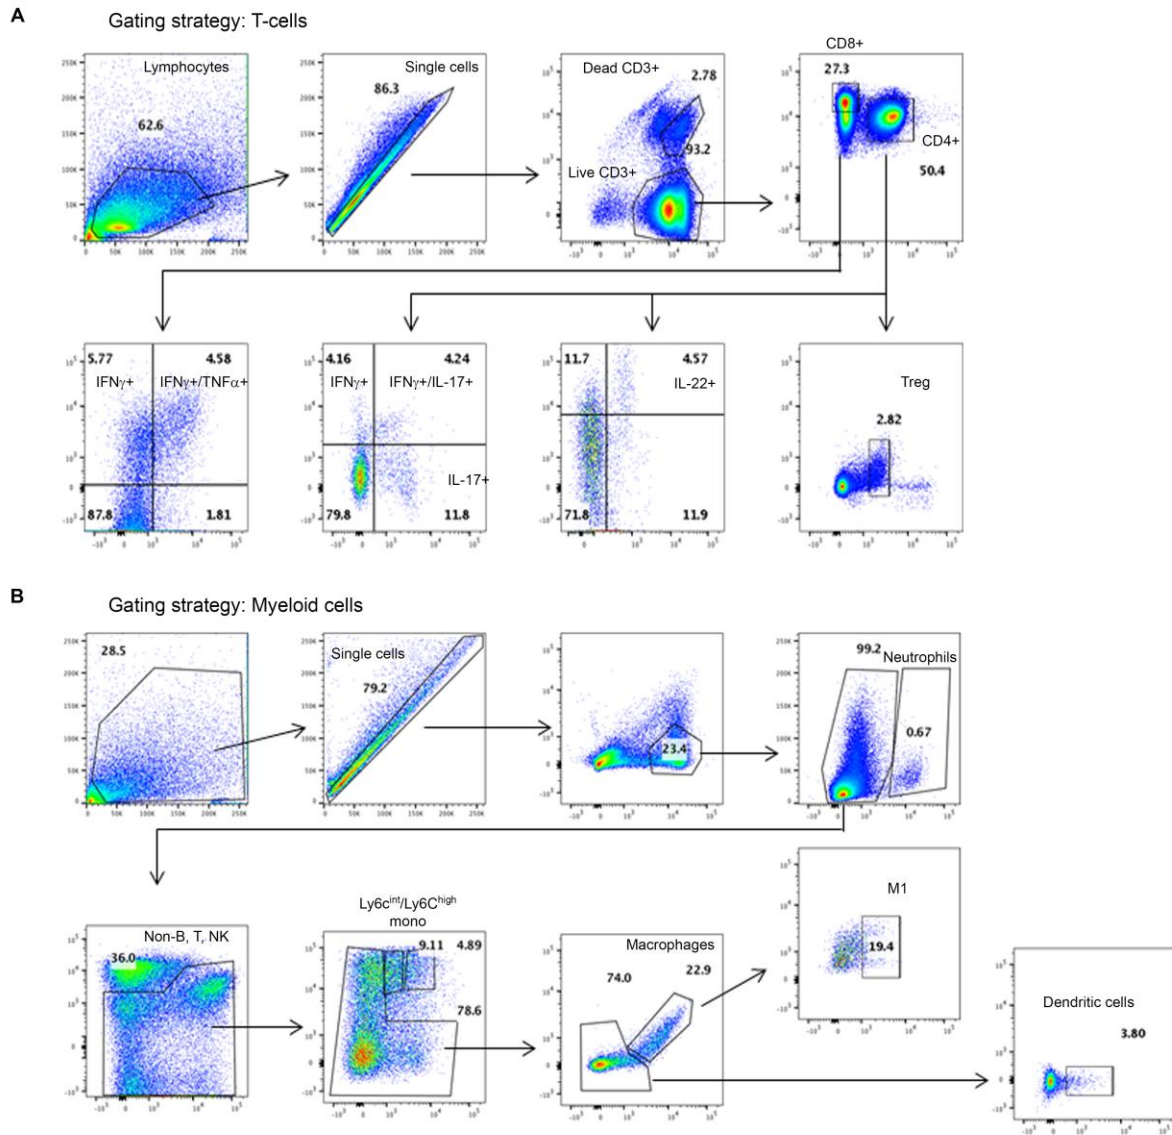 A
Gating strategy: T-cells
Lymphocytes
62.6
Single cells
86.3
Dead CD3+
2.78
93.2
Live CD3+
CD8+
27.3
CD4+
50.4
5.77 4.58
IFNγ+ IFNγ+/TNFα+
87.8 1.81
4.16 4.24
IFNγ+ IFNγ+/IL-17+
IL-17+
79.8 11.8
11.7 4.57
IL-22+
71.8 11.9
Treg
2.82
B
Gating strategy: Myeloid cells
28.5
Single cells
79.2
23.4
99.2
Neutrophils
0.67
Non-B, T, NK
36.0
Ly6c^int/Ly6C^high
mono
9.11 4.89
78.6
Macrophages
74.0 22.9
M1
19.4
Dendritic cells
3.80